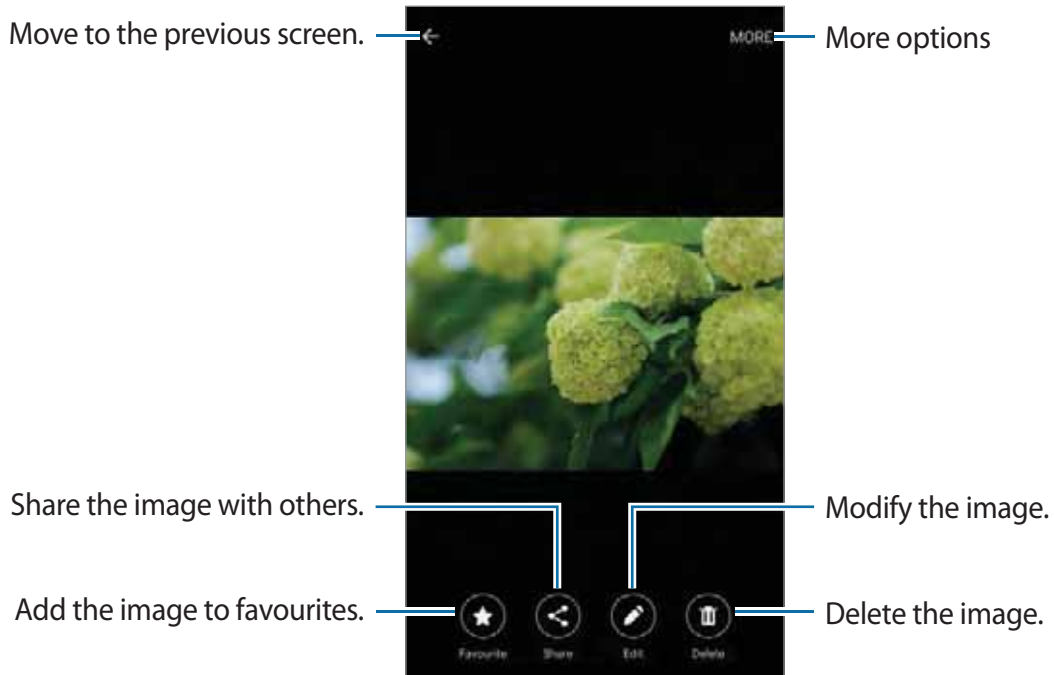 Move to the previous screen.
MORE
More options
Share the image with others.
Modify the image.
Add the image to favourites.
Delete the image.
Favourite
Share
Edit
Delete